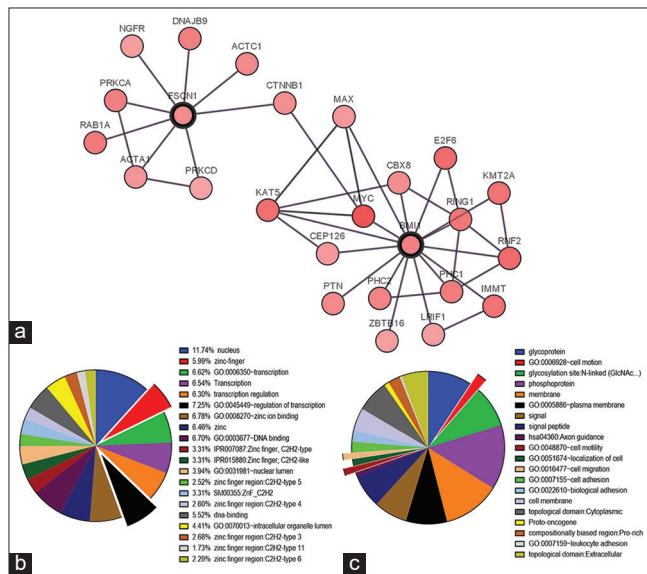 NGFR
DNAJB9
ACTC1
PRKCA
FSCN1
CTNNB1
MAX
RAB1A
E2F6
ACTA1
PRKCD
CBX8
KMT2A
KAT5
MYC
RING1
BMI1
CEP126
RNF2
PHC2
PHC1
IMMT
PTN
ZBTB16
LRIF1
a
11.74% nucleus
5.99% zinc-finger
6.62% GO:0006350~transcription
6.54% Transcription
6.30% transcription regulation
7.25% GO:0045449~regulation of transcription
6.78% GO:0008270~zinc ion binding
6.46% zinc
6.70% GO:0003677~DNA binding
3.31% IPR007087:Zinc finger, C2H2-type
3.31% IPR015880:Zinc finger, C2H2-like
3.94% GO:0031981~nuclear lumen
2.52% zinc finger region:C2H2-type 5
3.31% SM00355:ZnF_C2H2
2.60% zinc finger region:C2H2-type 4
5.52% dna-binding
4.41% GO:0070013~intracellular organelle lumen
2.68% zinc finger region:C2H2-type 3
1.73% zinc finger region:C2H2-type 11
2.29% zinc finger region:C2H2-type 6
b
glycoprotein
GO:0006928~cell motion
glycosylation site:N-linked (GlcNAc...)
phosphoprotein
membrane
GO:0005886~plasma membrane
signal
signal peptide
hsa04360:Axon guidance
GO:0048870~cell motility
GO:0051674~localization of cell
GO:0016477~cell migration
GO:0007155~cell adhesion
GO:0022610~biological adhesion
cell membrane
topological domain:Cytoplasmic
Proto-oncogene
compositionally biased region:Pro-rich
GO:0007159~leukocyte adhesion
topological domain:Extracellular
c